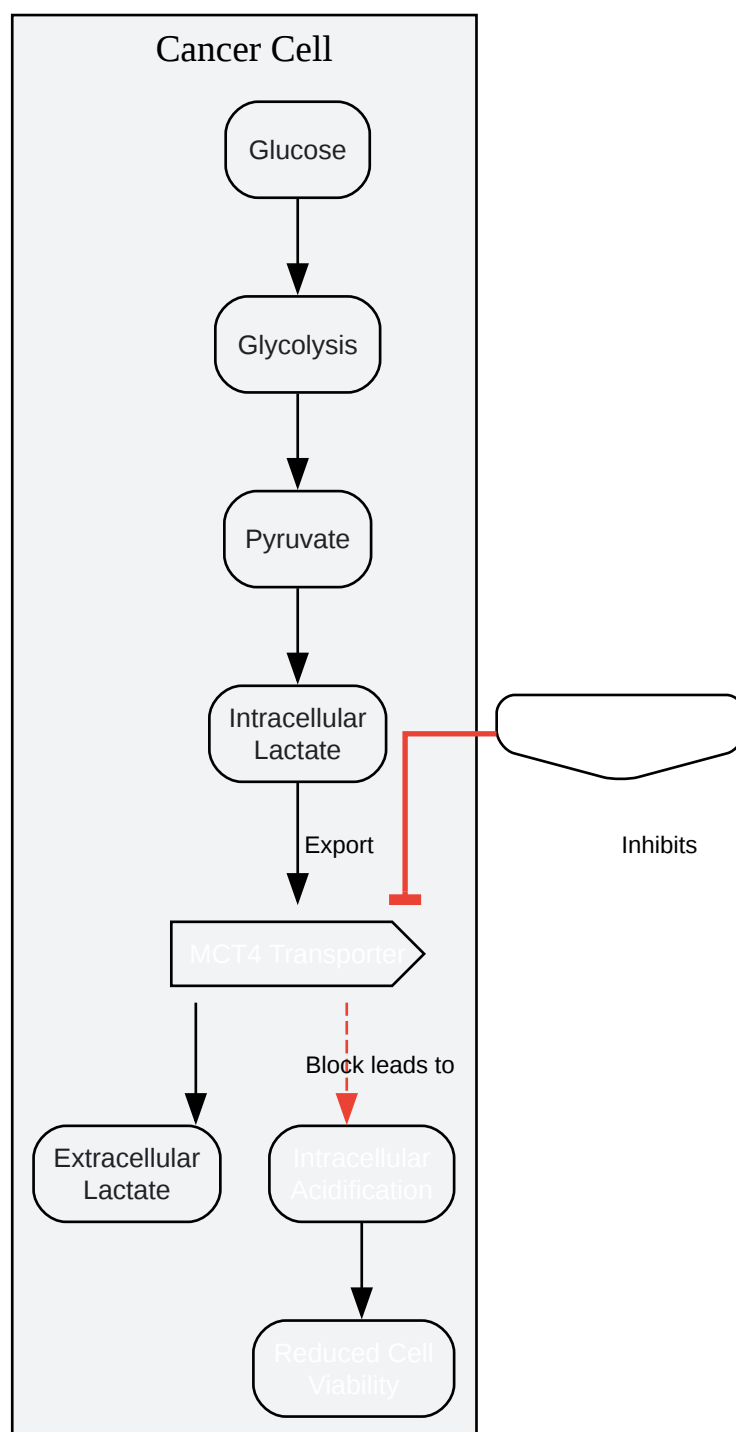 Cancer Cell
Glucose
Glycolysis
Pyruvate
Intracellular
Lactate
Export
Inhibits
MCT4 Transporter
Block leads to
Extracellular
Lactate
Intracellular
Acidification
Reduced Cell
Viability